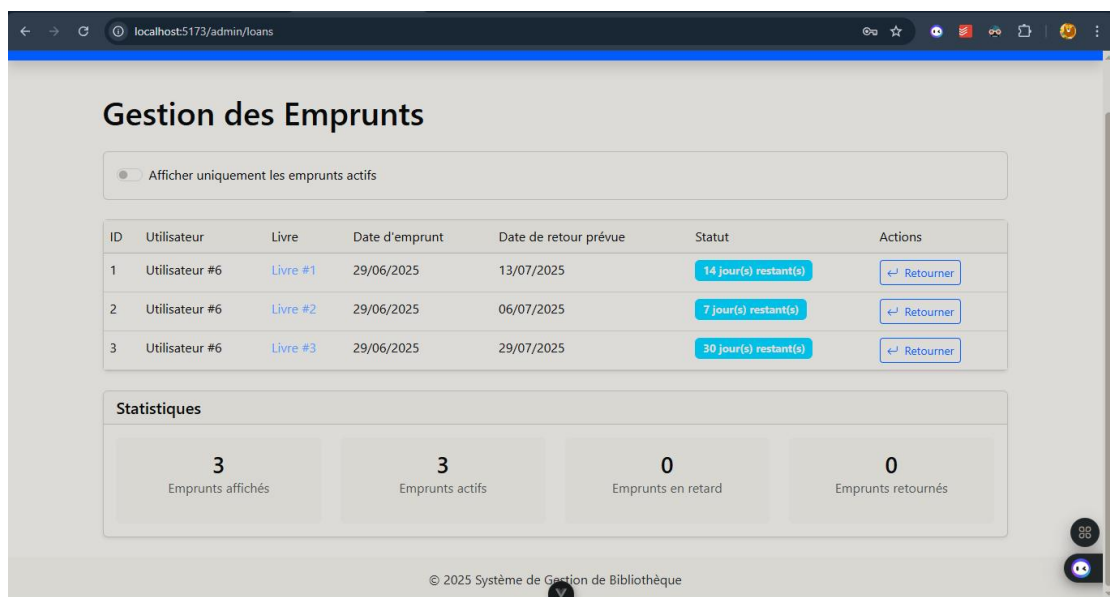 localhost:5173/admin/loans
Gestion des Emprunts
Afficher uniquement les emprunts actifs
ID Utilisateur Livre Date d'emprunt Date de retour prévue Statut Actions
1 Utilisateur #6 Livre #1 29/06/2025 13/07/2025 14 jour(s) restant(s) Retourner
2 Utilisateur #6 Livre #2 29/06/2025 06/07/2025 7 jour(s) restant(s) Retourner
3 Utilisateur #6 Livre #3 29/06/2025 29/07/2025 30 jour(s) restant(s) Retourner
Statistiques
3 3 0 0
Emprunts affichés Emprunts actifs Emprunts en retard Emprunts retournés
© 2025 Système de Gestion de Bibliothèque